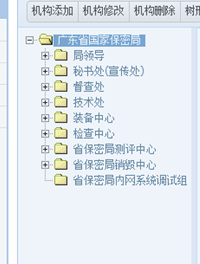 机构添加 机构修改 机构删除 树形
广东省国家保密局
局领导
秘书处(宣传处)
督查处
技术处
装备中心
检查中心
省保密局测评中心
省保密局销毁中心
省保密局内网系统调试组